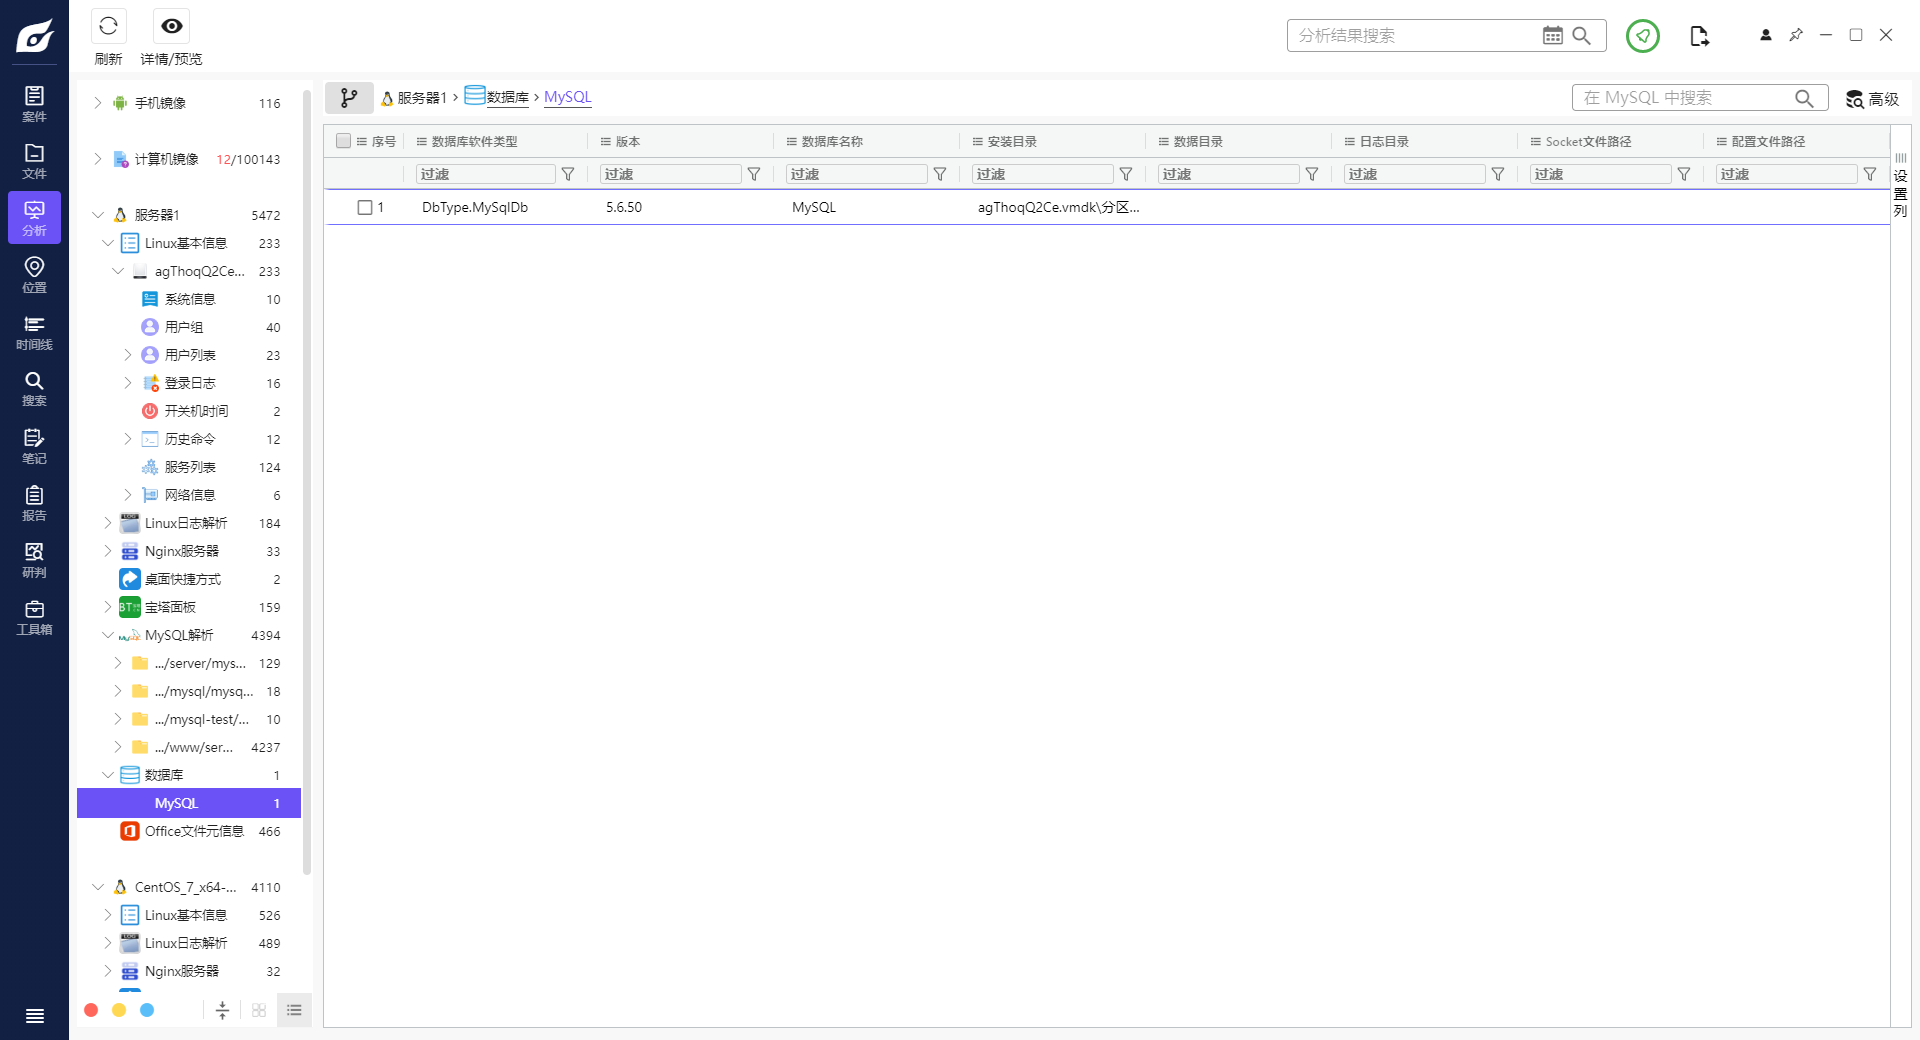 刷新
详情/预览
分析结果搜索
案件
文件
分析
位置
时间线
搜索
笔记
报告
研判
工具箱
手机镜像 116
计算机镜像 12/100143
服务器1 5472
Linux基本信息 233
agThoqQ2Ce... 233
系统信息 10
用户组 40
用户列表 23
登录日志 16
开关机时间 2
历史命令 12
服务列表 124
网络信息 6
Linux日志解析 184
Nginx服务器 33
桌面快捷方式 2
宝塔面板 159
MySQL解析 4394
.../server/mys... 129
.../mysql/mysq... 18
.../mysql-test/... 10
.../www/ser... 4237
数据库 1
MySQL 1
Office文件元信息 466
CentOS_7_x64-... 4110
Linux基本信息 526
Linux日志解析 489
Nginx服务器 32
服务器1 › 数据库 › MySQL
在 MySQL 中搜索
高级
序号 数据库软件类型 版本 数据库名称 安装目录 数据目录 日志目录 Socket文件路径 配置文件路径
过滤 过滤 过滤 过滤 过滤 过滤 过滤 过滤
1 DbType.MySqlDb 5.6.50 MySQL agThoqQ2Ce.vmdk\分区...
设置列